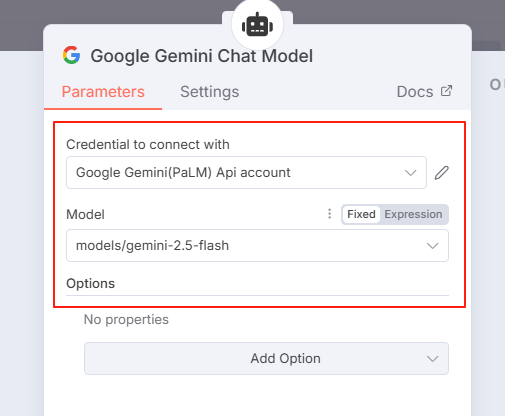 Google Gemini Chat Model
Parameters Settings Docs
Credential to connect with
Google Gemini(PaLM) Api account
Model Fixed Expression
models/gemini-2.5-flash
Options
No properties
Add Option